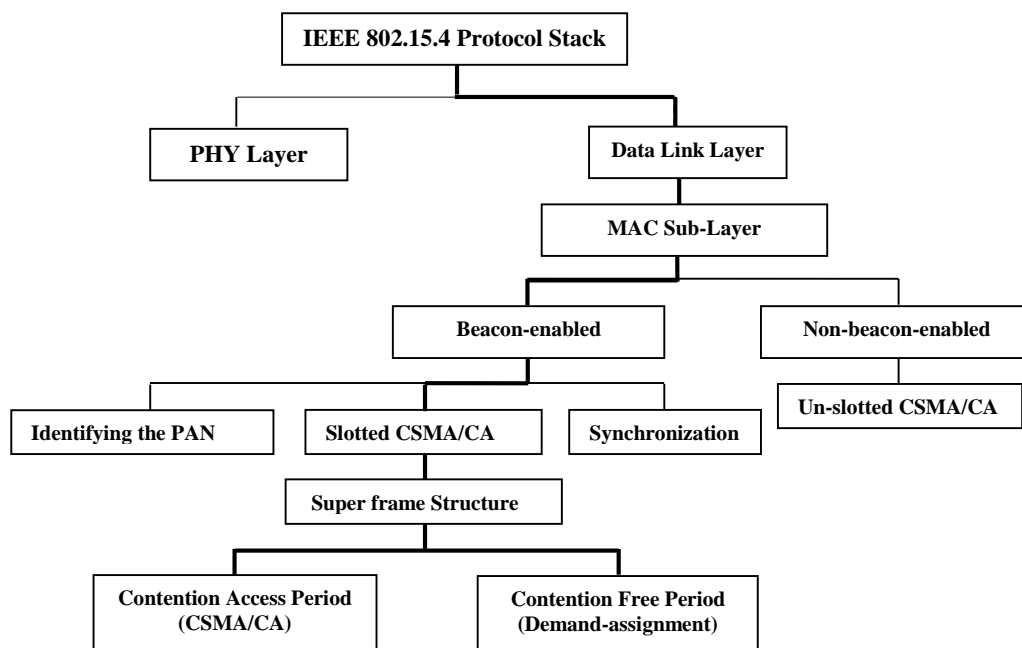 IEEE 802.15.4 Protocol Stack
PHY Layer
Data Link Layer
MAC Sub-Layer
Beacon-enabled
Non-beacon-enabled
Identifying the PAN
Slotted CSMA/CA
Synchronization
Un-slotted CSMA/CA
Super frame Structure
Contention Access Period
(CSMA/CA)
Contention Free Period
(Demand-assignment)